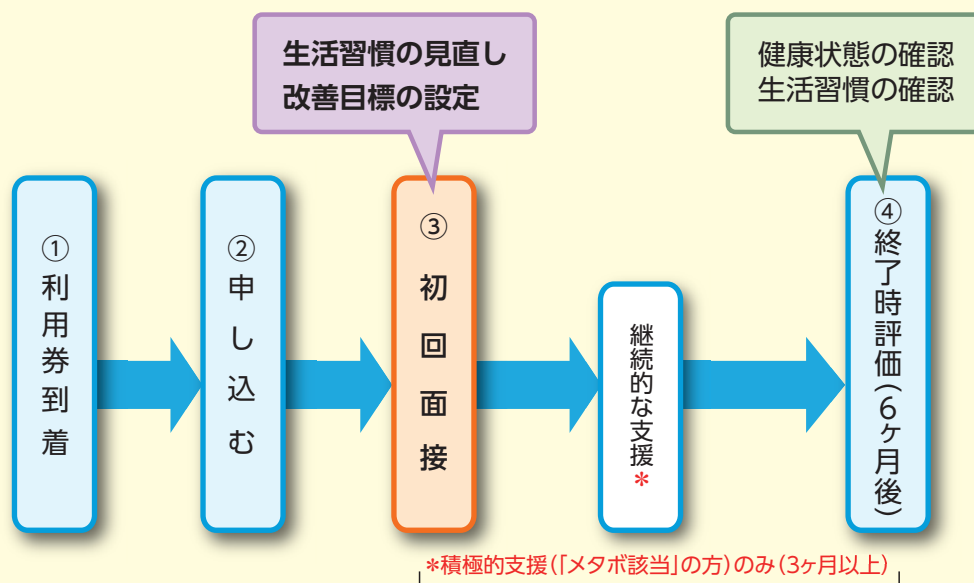 生活習慣の見直し
改善目標の設定
健康状態の確認
生活習慣の確認
①利用券到着
②申し込む
③初回面接
継続的な支援*
④終了時評価(6ヶ月後)
*積極的支援(「メタボ該当」の方)のみ(3ヶ月以上)